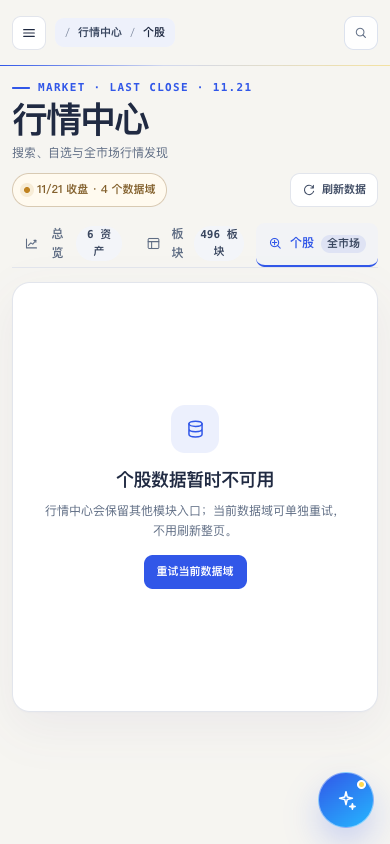 / 行情中心 / 个股
MARKET · LAST CLOSE · 11.21
行情中心
搜索、自选与全市场行情发现
11/21 收盘 · 4 个数据域
刷新数据
总览 6 资产 板块 496 板块 个股 全市场
个股数据暂时不可用
行情中心会保留其他模块入口；当前数据域可单独重试，
不用刷新整页。
重试当前数据域